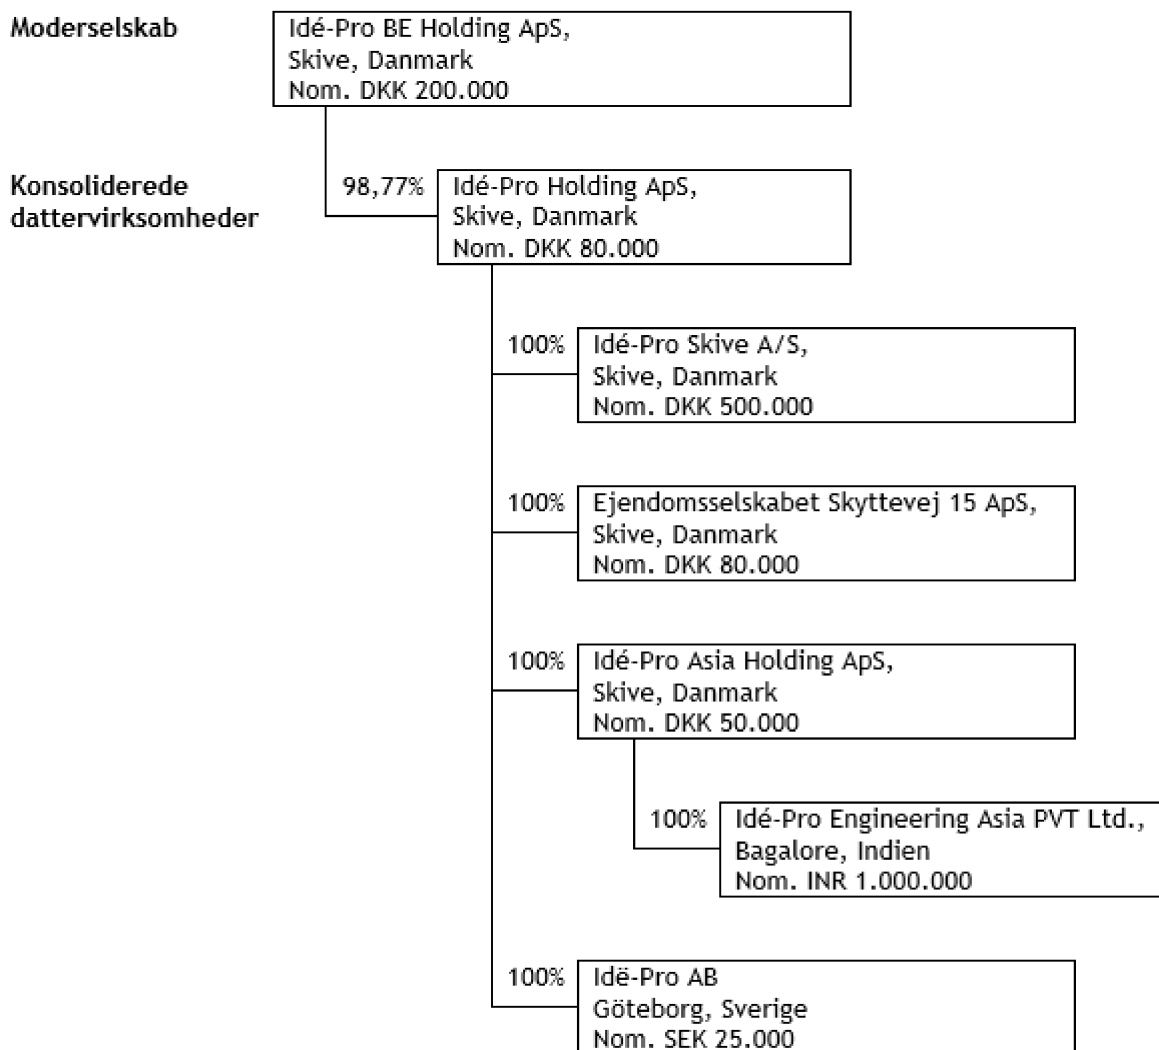 Moderselskab
Idé-Pro BE Holding ApS,
Skive, Danmark
Nom. DKK 200.000
Konsoliderede
dattervirksomheder
98,77%
Idé-Pro Holding ApS,
Skive, Danmark
Nom. DKK 80.000
100%
Idé-Pro Skive A/S,
Skive, Danmark
Nom. DKK 500.000
100%
Ejendomsselskabet Skyttevej 15 ApS,
Skive, Danmark
Nom. DKK 80.000
100%
Idé-Pro Asia Holding ApS,
Skive, Danmark
Nom. DKK 50.000
100%
Idé-Pro Engineering Asia PVT Ltd.,
Bagalore, Indien
Nom. INR 1.000.000
100%
Idë-Pro AB
Göteborg, Sverige
Nom. SEK 25.000